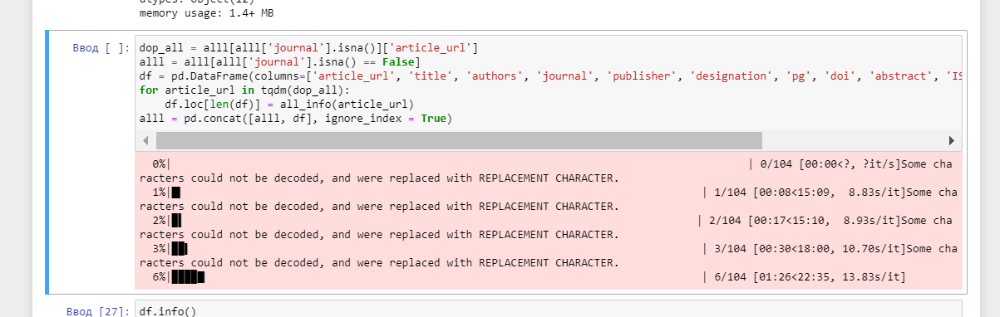 dtypes: object(12)
memory usage: 1.4+ MB
Ввод [ ]: dop_all = alll[alll['journal'].isna()]['article_url']
alll = alll[alll['journal'].isna() == False]
df = pd.DataFrame(columns=['article_url', 'title', 'authors', 'journal', 'publisher', 'designation', 'pg', 'doi', 'abstract', 'IS
for article_url in tqdm(dop_all):
    df.loc[len(df)] = all_info(article_url)
alll = pd.concat([alll, df], ignore_index = True)
0%| | 0/104 [00:00<?, ?it/s]Some cha
racters could not be decoded, and were replaced with REPLACEMENT CHARACTER.
1%|█ | 1/104 [00:08<15:09, 8.83s/it]Some cha
racters could not be decoded, and were replaced with REPLACEMENT CHARACTER.
2%|█▌ | 2/104 [00:17<15:10, 8.93s/it]Some cha
racters could not be decoded, and were replaced with REPLACEMENT CHARACTER.
3%|██▌ | 3/104 [00:30<18:00, 10.70s/it]Some cha
racters could not be decoded, and were replaced with REPLACEMENT CHARACTER.
6%|████▊ | 6/104 [01:26<22:35, 13.83s/it]
Ввод [27]: df.info()